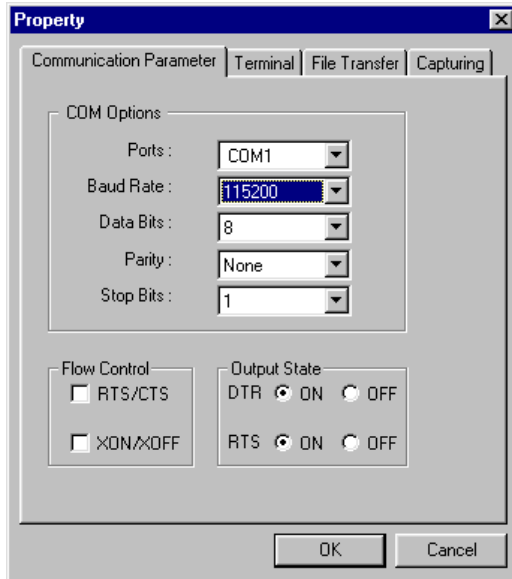 Property
Communication Parameter Terminal File Transfer Capturing
COM Options
Ports : COM1
Baud Rate : 115200
Data Bits : 8
Parity : None
Stop Bits : 1
Flow Control Output State
RTS/CTS DTR ON OFF
XON/XOFF RTS ON OFF
OK Cancel